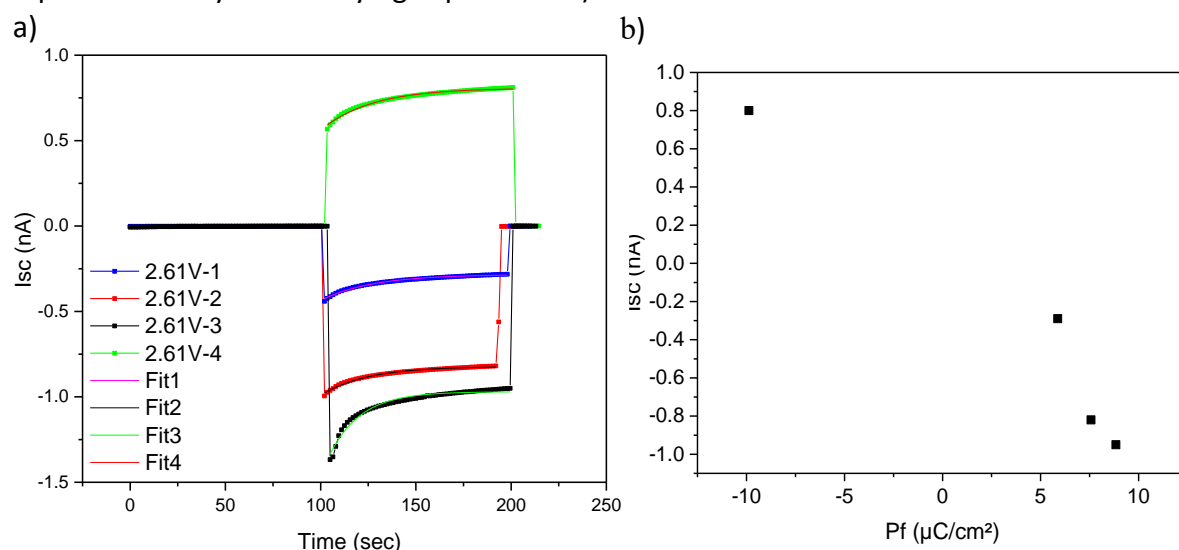 a)
1.0
0.5
0.0
-0.5
-1.0
-1.5
Isc (nA)
2.61V-1
2.61V-2
2.61V-3
2.61V-4
Fit1
Fit2
Fit3
Fit4
0 50 100 150 200 250
Time (sec)
b)
1.0
0.8
0.6
0.4
0.2
0.0
-0.2
-0.4
-0.6
-0.8
-1.0
Isc (nA)
-10 -5 0 5 10
Pf (µC/cm²)